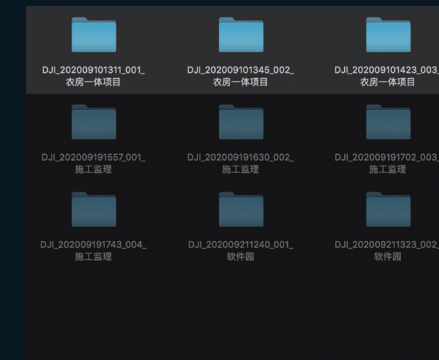 DJI_202009101311_001_
农房一体项目
DJI_202009101345_002_
农房一体项目
DJI_202009101423_003_
农房一体项目
DJI_202009191557_001_
施工监理
DJI_202009191630_002_
施工监理
DJI_202009191702_003_
施工监理
DJI_202009191743_004_
施工监理
DJI_202009211240_001_
软件园
DJI_202009211323_002_
软件园